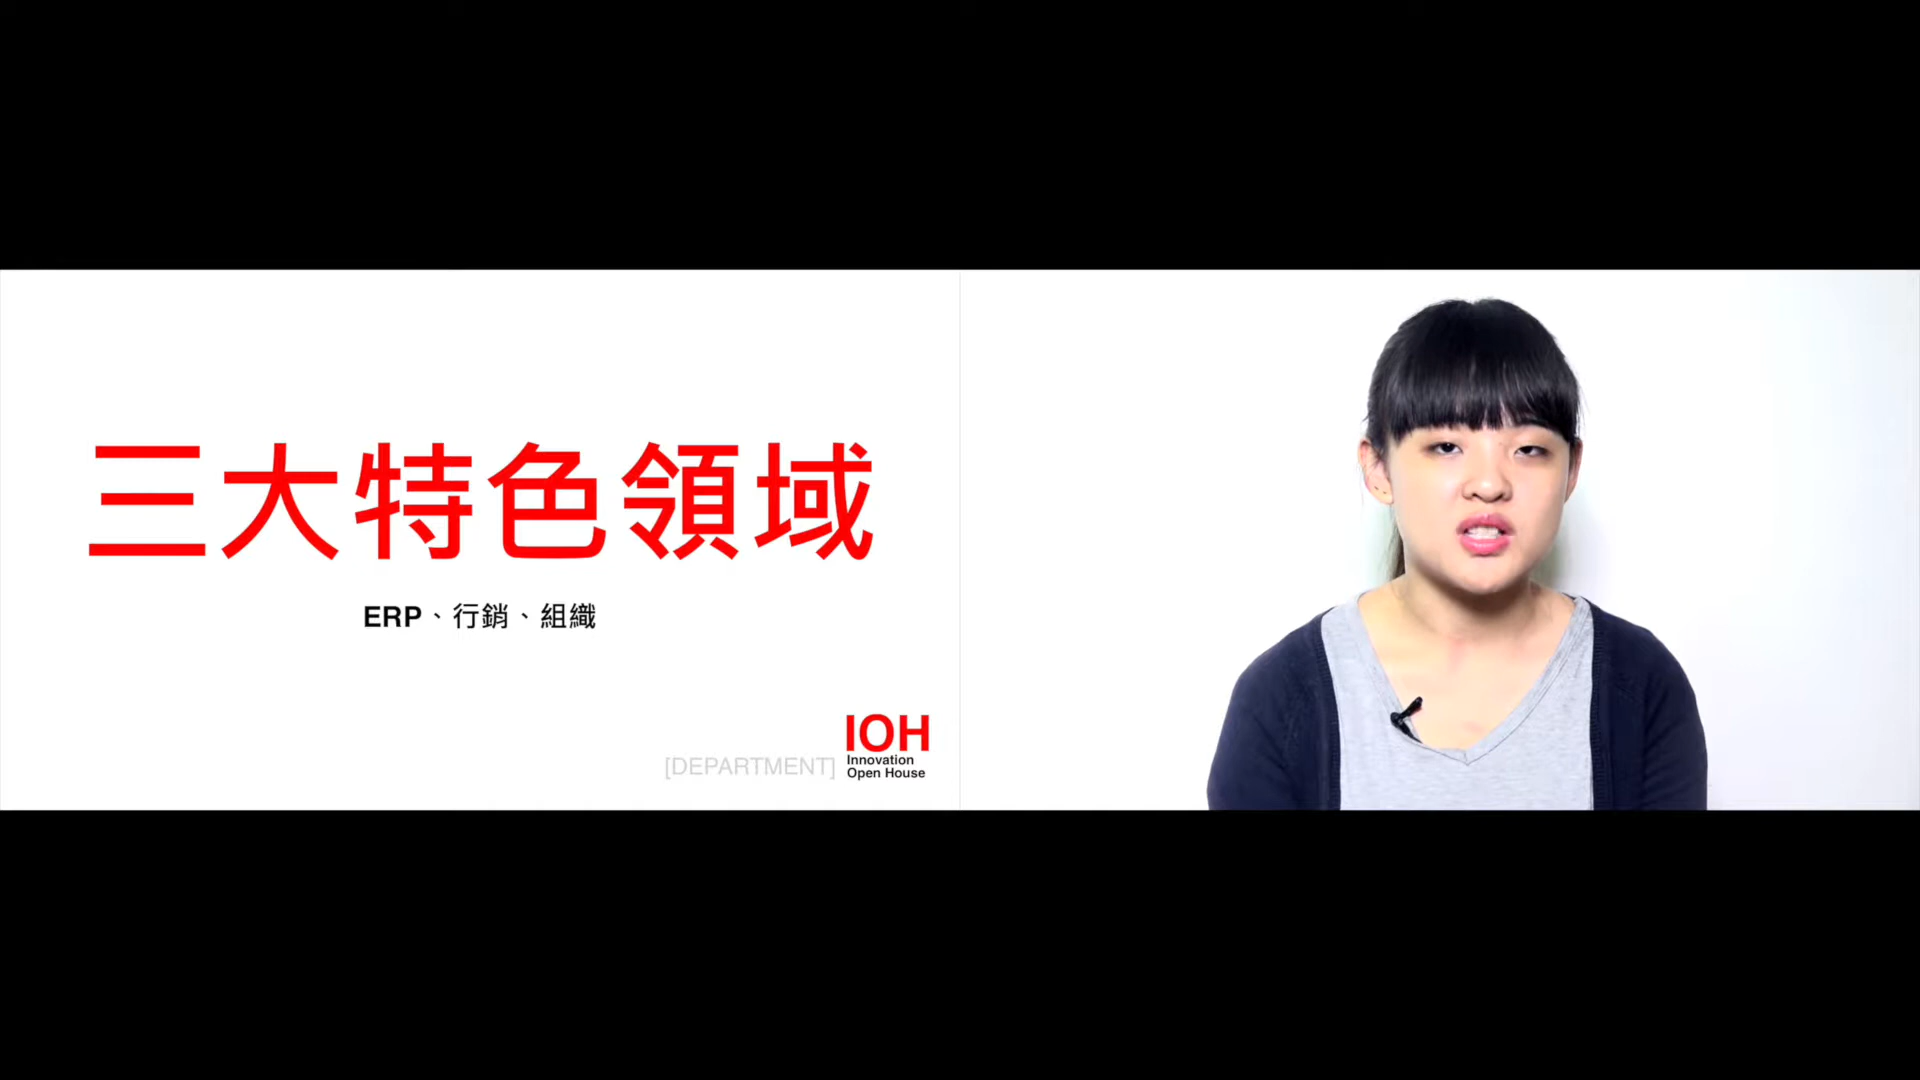 三大特色領域
ERP、行銷、組織
[DEPARTMENT]
IOH
Innovation
Open House